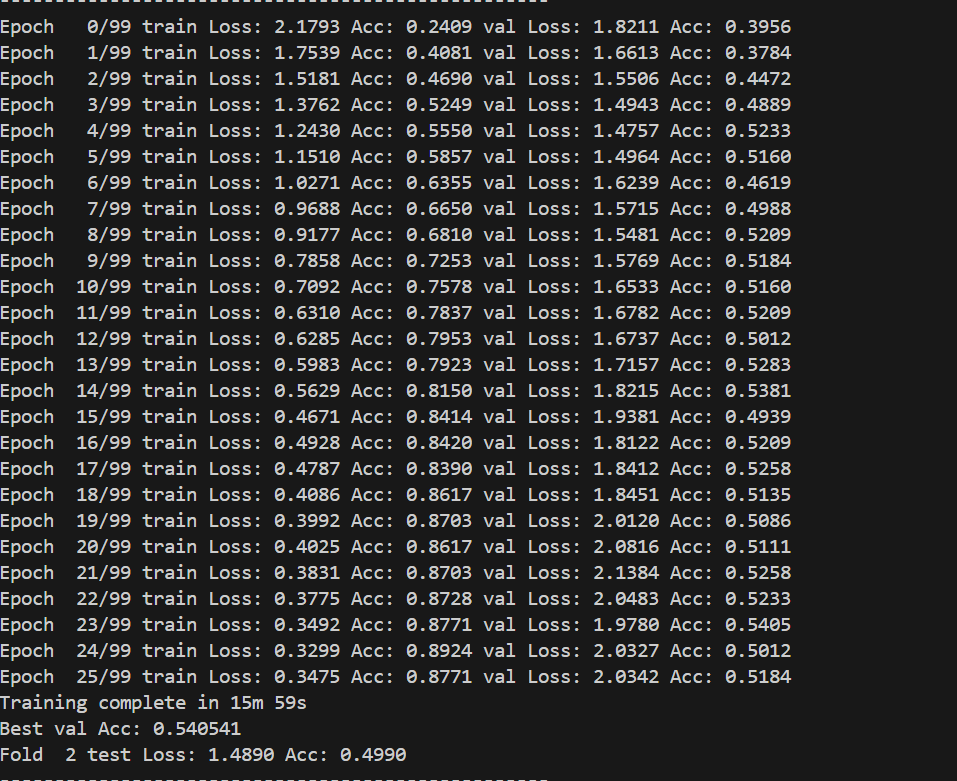 --------------------------------------------------
Epoch   0/99 train Loss: 2.1793 Acc: 0.2409 val Loss: 1.8211 Acc: 0.3956
Epoch   1/99 train Loss: 1.7539 Acc: 0.4081 val Loss: 1.6613 Acc: 0.3784
Epoch   2/99 train Loss: 1.5181 Acc: 0.4690 val Loss: 1.5506 Acc: 0.4472
Epoch   3/99 train Loss: 1.3762 Acc: 0.5249 val Loss: 1.4943 Acc: 0.4889
Epoch   4/99 train Loss: 1.2430 Acc: 0.5550 val Loss: 1.4757 Acc: 0.5233
Epoch   5/99 train Loss: 1.1510 Acc: 0.5857 val Loss: 1.4964 Acc: 0.5160
Epoch   6/99 train Loss: 1.0271 Acc: 0.6355 val Loss: 1.6239 Acc: 0.4619
Epoch   7/99 train Loss: 0.9688 Acc: 0.6650 val Loss: 1.5715 Acc: 0.4988
Epoch   8/99 train Loss: 0.9177 Acc: 0.6810 val Loss: 1.5481 Acc: 0.5209
Epoch   9/99 train Loss: 0.7858 Acc: 0.7253 val Loss: 1.5769 Acc: 0.5184
Epoch  10/99 train Loss: 0.7092 Acc: 0.7578 val Loss: 1.6533 Acc: 0.5160
Epoch  11/99 train Loss: 0.6310 Acc: 0.7837 val Loss: 1.6782 Acc: 0.5209
Epoch  12/99 train Loss: 0.6285 Acc: 0.7953 val Loss: 1.6737 Acc: 0.5012
Epoch  13/99 train Loss: 0.5983 Acc: 0.7923 val Loss: 1.7157 Acc: 0.5283
Epoch  14/99 train Loss: 0.5629 Acc: 0.8150 val Loss: 1.8215 Acc: 0.5381
Epoch  15/99 train Loss: 0.4671 Acc: 0.8414 val Loss: 1.9381 Acc: 0.4939
Epoch  16/99 train Loss: 0.4928 Acc: 0.8420 val Loss: 1.8122 Acc: 0.5209
Epoch  17/99 train Loss: 0.4787 Acc: 0.8390 val Loss: 1.8412 Acc: 0.5258
Epoch  18/99 train Loss: 0.4086 Acc: 0.8617 val Loss: 1.8451 Acc: 0.5135
Epoch  19/99 train Loss: 0.3992 Acc: 0.8703 val Loss: 2.0120 Acc: 0.5086
Epoch  20/99 train Loss: 0.4025 Acc: 0.8617 val Loss: 2.0816 Acc: 0.5111
Epoch  21/99 train Loss: 0.3831 Acc: 0.8703 val Loss: 2.1384 Acc: 0.5258
Epoch  22/99 train Loss: 0.3775 Acc: 0.8728 val Loss: 2.0483 Acc: 0.5233
Epoch  23/99 train Loss: 0.3492 Acc: 0.8771 val Loss: 1.9780 Acc: 0.5405
Epoch  24/99 train Loss: 0.3299 Acc: 0.8924 val Loss: 2.0327 Acc: 0.5012
Epoch  25/99 train Loss: 0.3475 Acc: 0.8771 val Loss: 2.0342 Acc: 0.5184
Training complete in 15m 59s
Best val Acc: 0.540541
Fold  2 test Loss: 1.4890 Acc: 0.4990
--------------------------------------------------